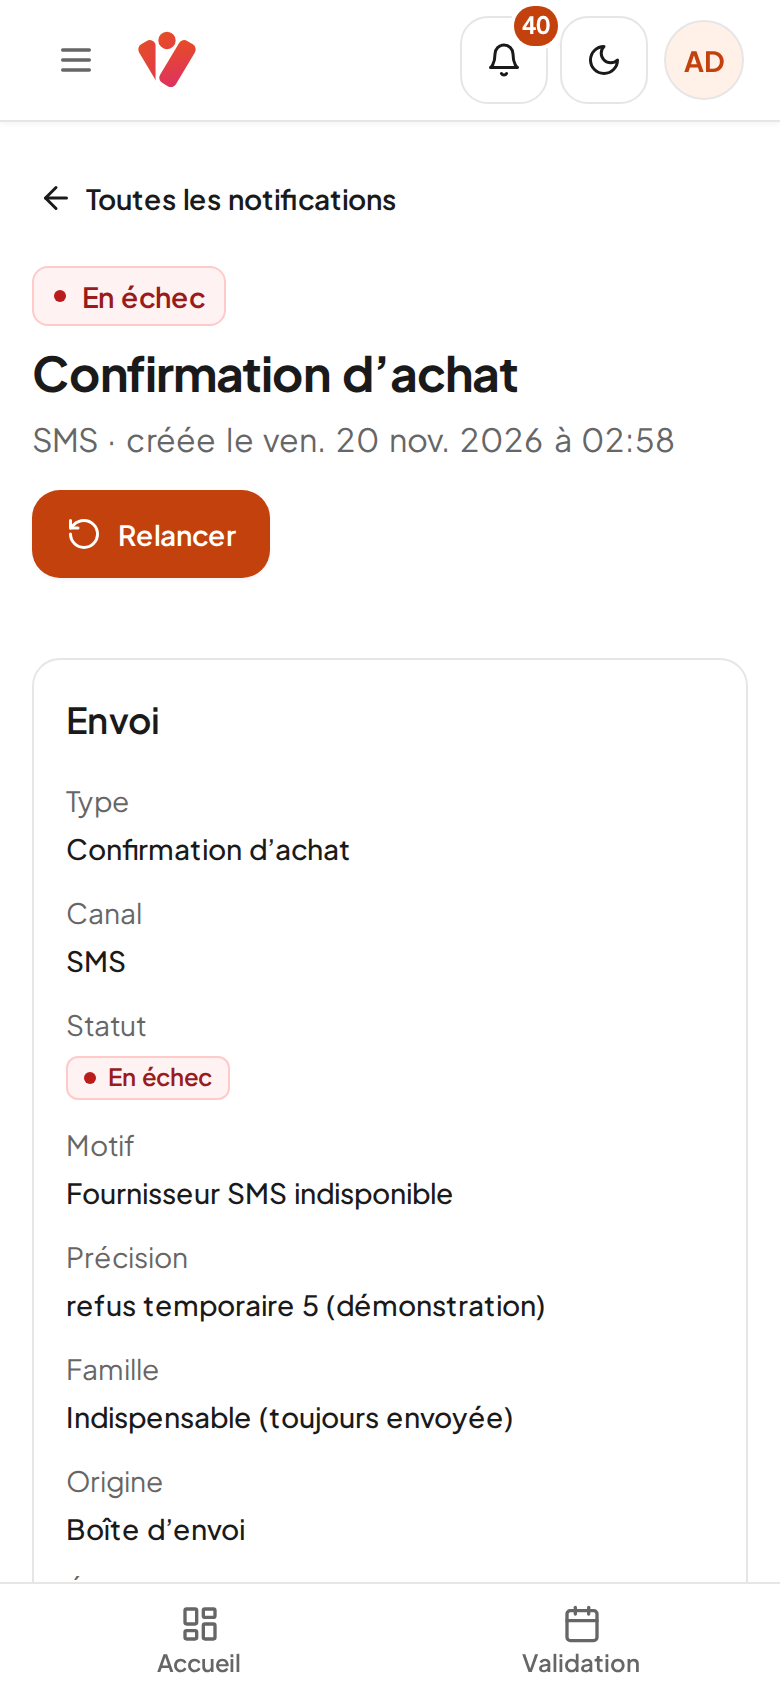 40
AD
Toutes les notifications
En échec
Confirmation d’achat
SMS · créée le ven. 20 nov. 2026 à 02:58
Relancer
Envoi
Type
Confirmation d’achat
Canal
SMS
Statut
En échec
Motif
Fournisseur SMS indisponible
Précision
refus temporaire 5 (démonstration)
Famille
Indispensable (toujours envoyée)
Origine
Boîte d’envoi
Accueil
Validation